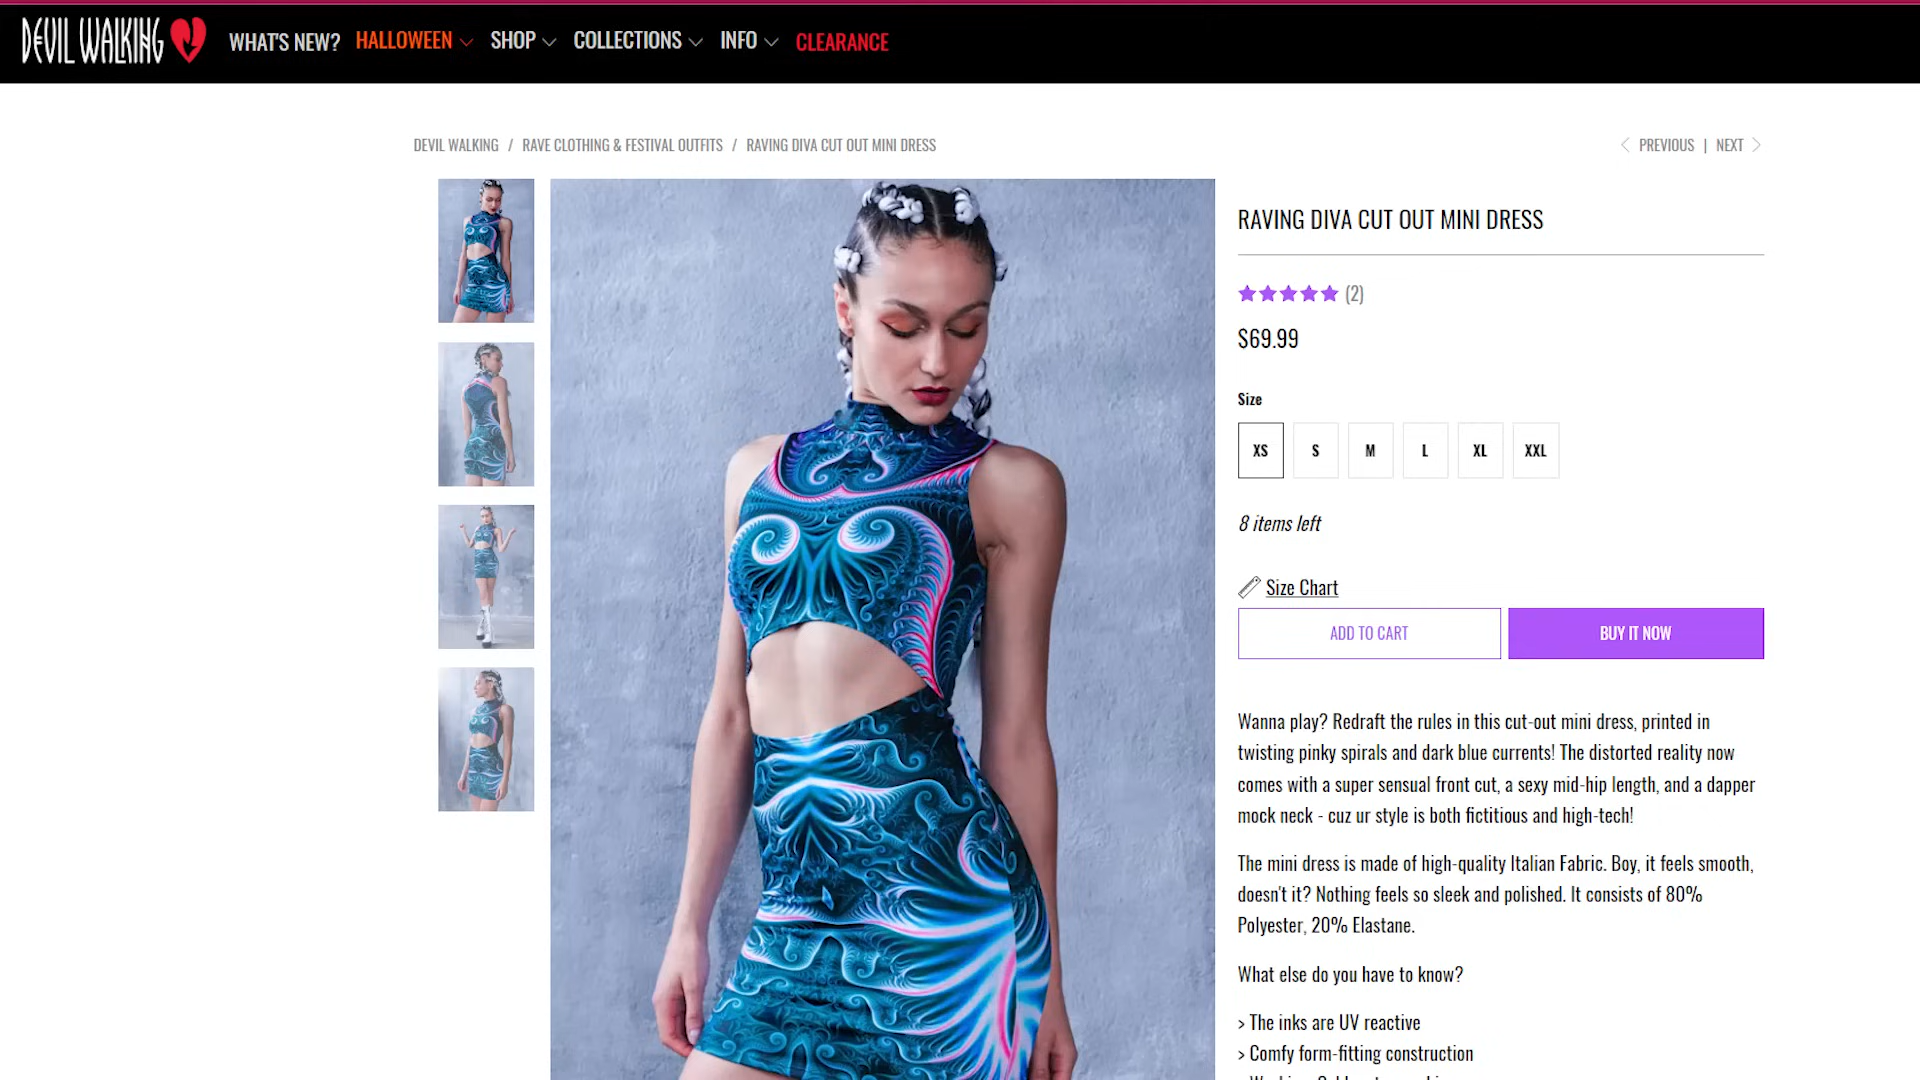 DEVIL WALKING
WHAT'S NEW?
HALLOWEEN
SHOP
COLLECTIONS
INFO
CLEARANCE
DEVIL WALKING / RAVE CLOTHING & FESTIVAL OUTFITS / RAVING DIVA CUT OUT MINI DRESS
PREVIOUS | NEXT
RAVING DIVA CUT OUT MINI DRESS
(2)
$69.99
Size
XS
S
M
L
XL
XXL
8 items left
Size Chart
ADD TO CART
BUY IT NOW
Wanna play? Redraft the rules in this cut-out mini dress, printed in
twisting pinky spirals and dark blue currents! The distorted reality now
comes with a super sensual front cut, a sexy mid-hip length, and a dapper
mock neck - cuz ur style is both fictitious and high-tech!
The mini dress is made of high-quality Italian Fabric. Boy, it feels smooth,
doesn't it? Nothing feels so sleek and polished. It consists of 80%
Polyester, 20% Elastane.
What else do you have to know?
> The inks are UV reactive
> Comfy form-fitting construction